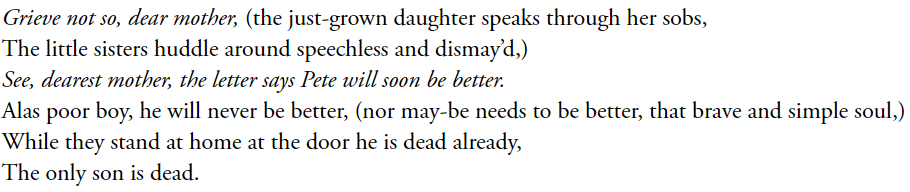 Grieve not so, dear mother, (the just-grown daughter speaks through her sobs,
The little sisters huddle around speechless and dismay’d,)
See, dearest mother, the letter says Pete will soon be better.
Alas poor boy, he will never be better, (nor may-be needs to be better, that brave and simple soul,)
While they stand at home at the door he is dead already,
The only son is dead.